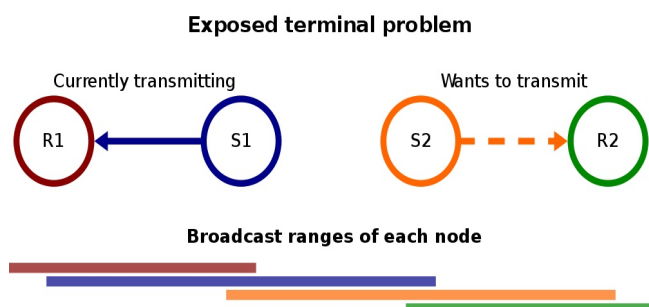 Exposed terminal problem
Currently transmitting
Wants to transmit
R1
S1
S2
R2
Broadcast ranges of each node